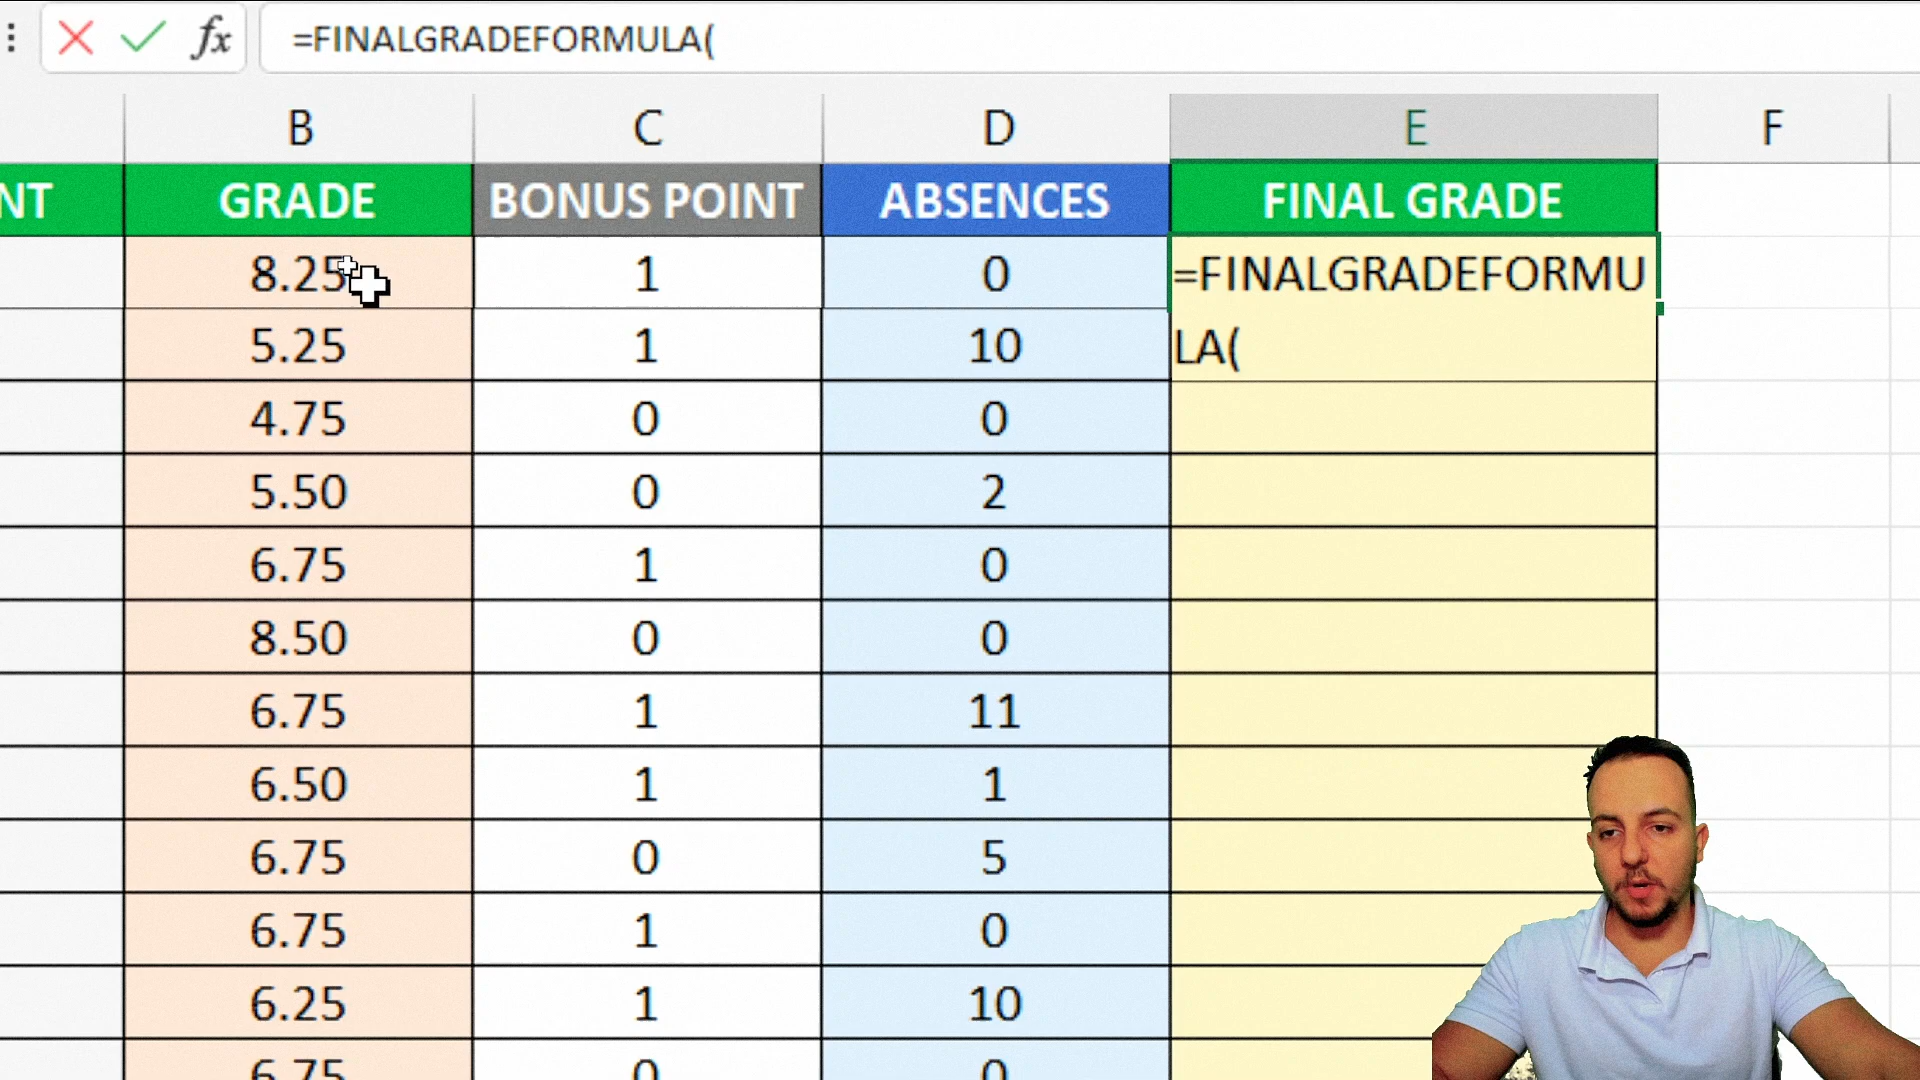 fx =FINALGRADEFORMULA(
B C D E F
NT GRADE BONUS POINT ABSENCES FINAL GRADE
8.25 1 0 =FINALGRADEFORMU
5.25 1 10 LA(
4.75 0 0
5.50 0 2
6.75 1 0
8.50 0 0
6.75 1 11
6.50 1 1
6.75 0 5
6.75 1 0
6.25 1 10
6.75 0 0